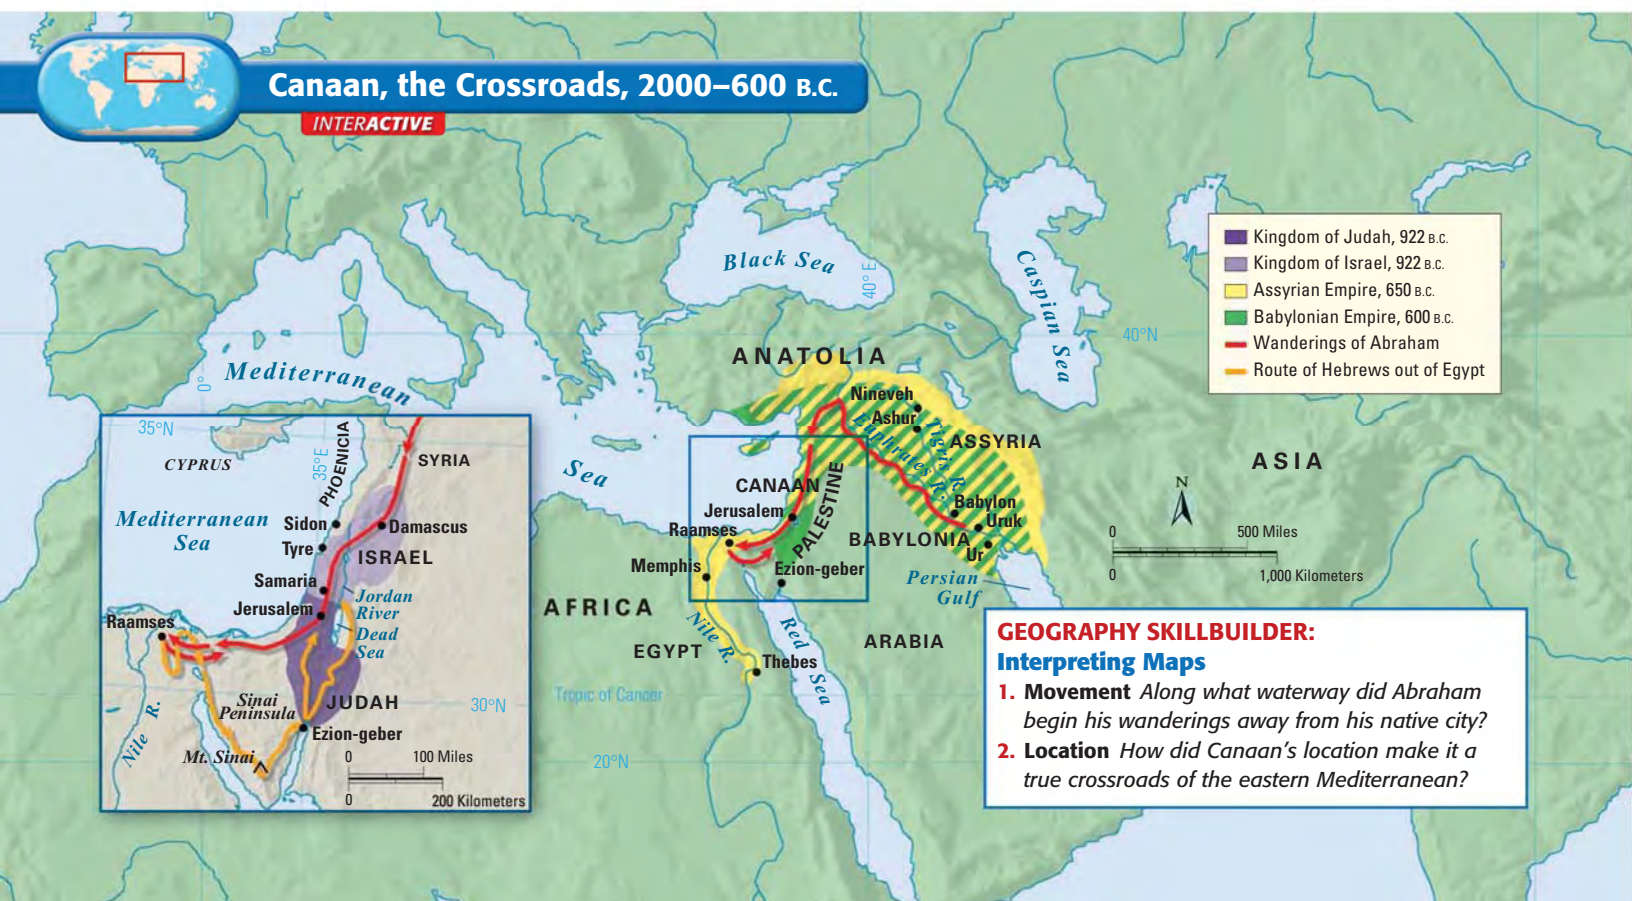 Canaan, the Crossroads, 2000–600 B.C.
INTERACTIVE
Kingdom of Judah, 922 B.C.
Kingdom of Israel, 922 B.C.
Assyrian Empire, 650 B.C.
Babylonian Empire, 600 B.C.
Wanderings of Abraham
Route of Hebrews out of Egypt
Black Sea
40° E
Caspian Sea
40°N
0°
Mediterranean
Sea
ANATOLIA
Nineveh
Ashur
Tigris R.
Euphrates R.
ASSYRIA
ASIA
CANAAN
PALESTINE
Jerusalem
Raamses
Memphis
Ezion-geber
Babylon
Uruk
BABYLONIA
Ur
Persian
Gulf
AFRICA
EGYPT
Nile R.
Thebes
Red Sea
ARABIA
Tropic of Cancer
20°N
N
0
500 Miles
0
1,000 Kilometers
35°N
35°E
CYPRUS
PHOENICIA
SYRIA
Mediterranean
Sea
Sidon
Damascus
Tyre
ISRAEL
Samaria
Jerusalem
Jordan
River
Dead
Sea
Raamses
Sinai
Peninsula
JUDAH
30°N
Ezion-geber
Nile R.
Mt. Sinai
0
100 Miles
0
200 Kilometers
GEOGRAPHY SKILLBUILDER:
Interpreting Maps
1. Movement Along what waterway did Abraham
begin his wanderings away from his native city?
2. Location How did Canaan's location make it a
true crossroads of the eastern Mediterranean?